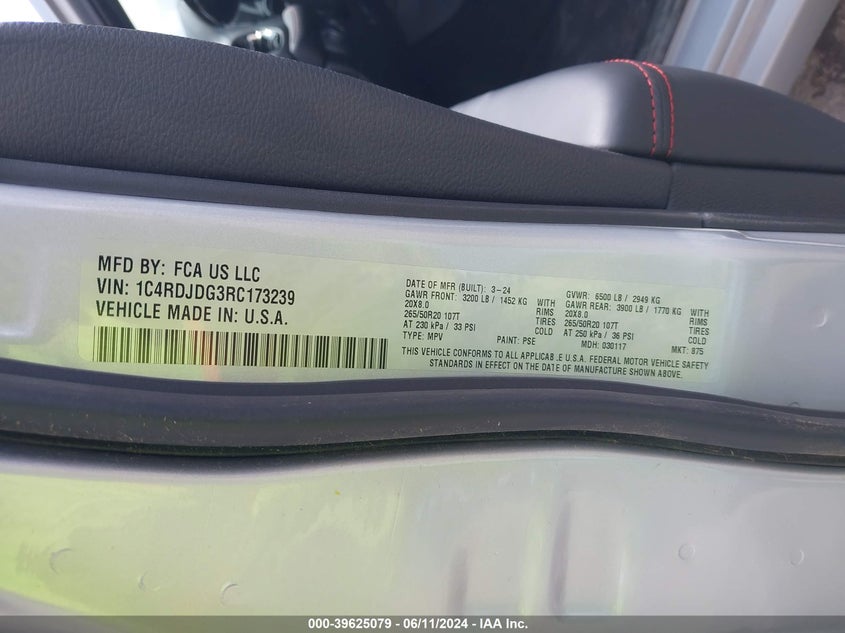 MFD BY: FCA US LLC
VIN: 1C4RDJDG3RC173239
VEHICLE MADE IN: U.S.A.
DATE OF MFR (BUILT): 3-24
GAWR FRONT: 3200 LB / 1452 KG WITH
20X8.0 RIMS
265/50R20 107T TIRES
AT 230 kPa / 33 PSI COLD
TYPE: MPV PAINT: PSE
GVWR: 6500 LB / 2949 KG
GAWR REAR: 3900 LB / 1770 KG WITH
20X8.0 RIMS
265/50R20 107T TIRES
AT 250 kPa / 36 PSI COLD
MDH: 030117 MKT: 875
THIS VEHICLE CONFORMS TO ALL APPLICAB.E U.S.A. FEDERAL MOTOR VEHICLE SAFETY
STANDARDS IN EFFECT ON THE DATE OF MANUFACTURE SHOWN ABOVE.
000-39625079 - 06/11/2024 - IAA Inc.